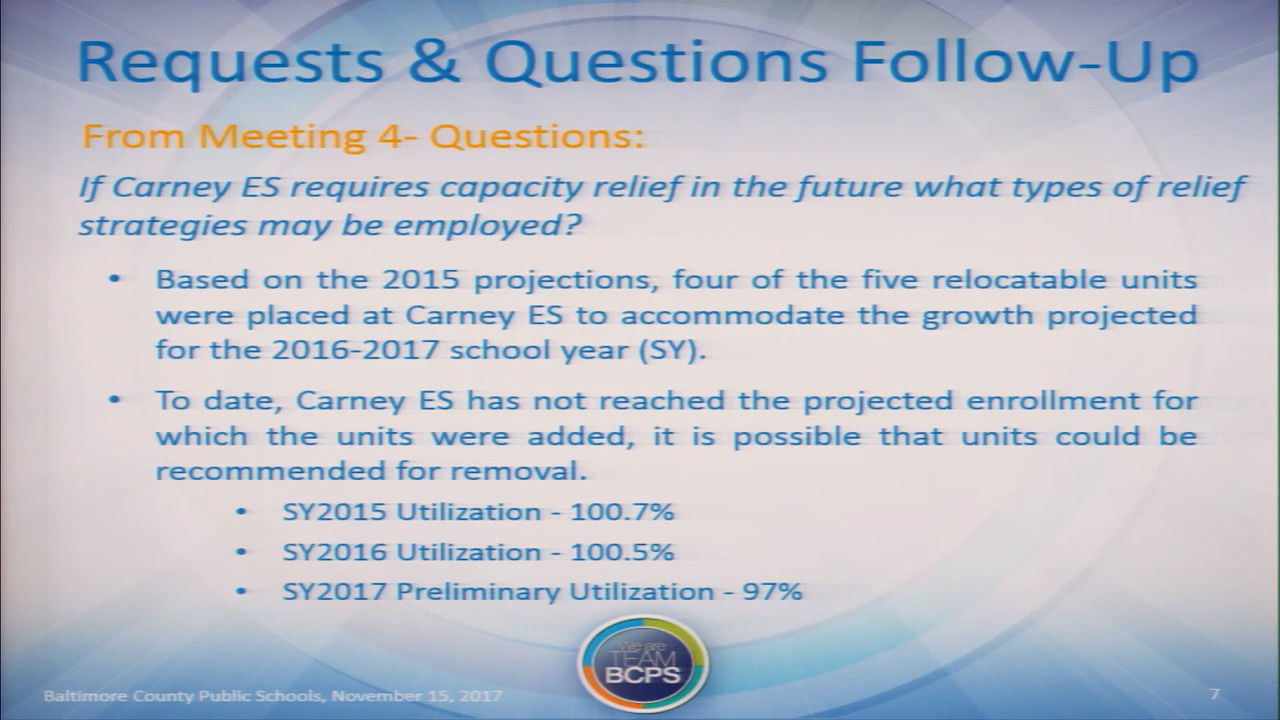 Requests & Questions Follow-Up
From Meeting 4- Questions:
If Carney ES requires capacity relief in the future what types of relief
strategies may be employed?
• Based on the 2015 projections, four of the five relocatable units
were placed at Carney ES to accommodate the growth projected
for the 2016-2017 school year (SY).
• To date, Carney ES has not reached the projected enrollment for
which the units were added, it is possible that units could be
recommended for removal.
• SY2015 Utilization - 100.7%
• SY2016 Utilization - 100.5%
• SY2017 Preliminary Utilization - 97%
We are
TEAM
BCPS
Baltimore County Public Schools, November 15, 2017
7